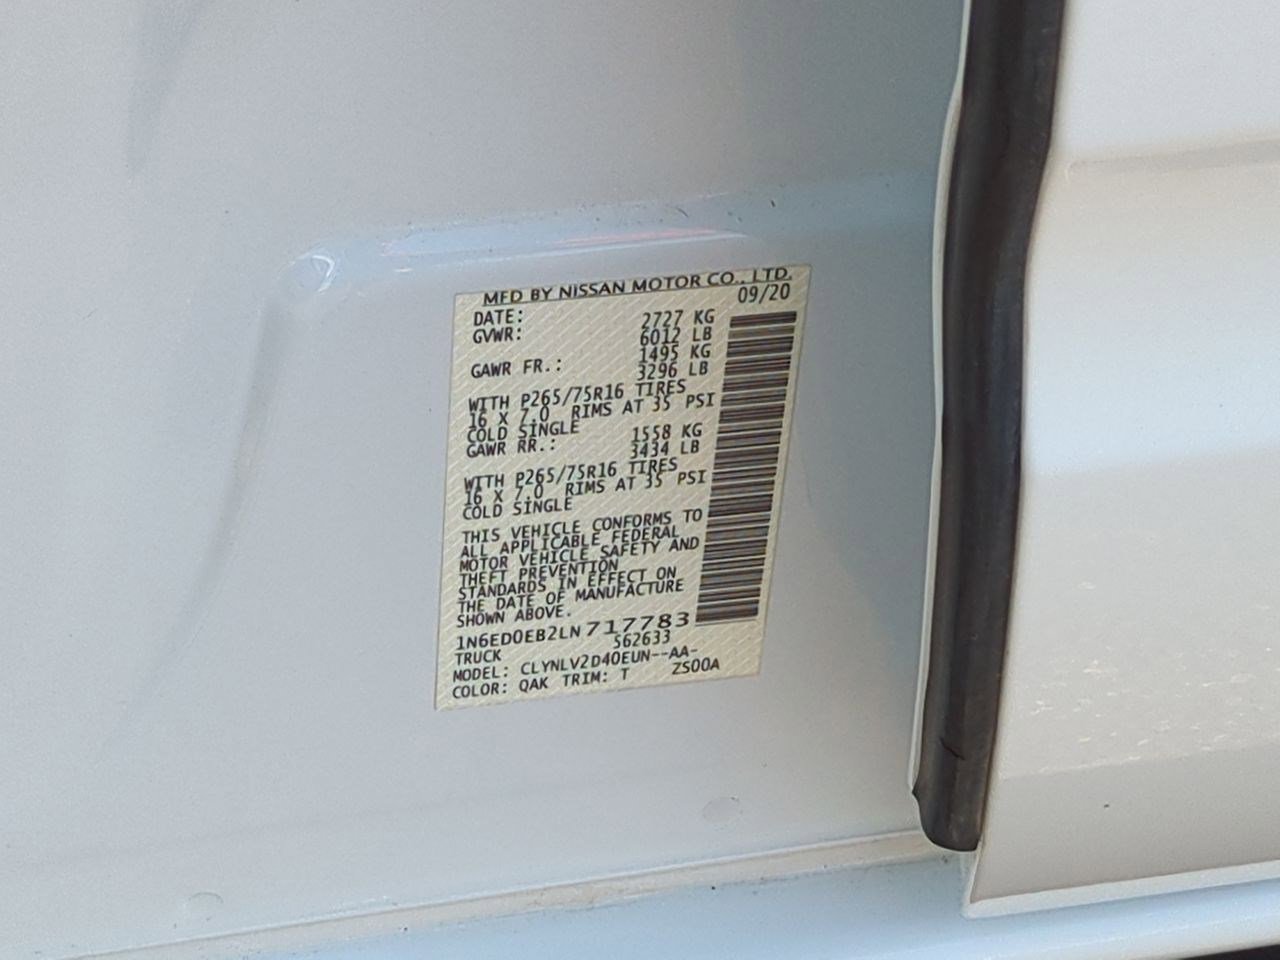 MFD BY NISSAN MOTOR CO., LTD.
DATE: 09/20
GVWR: 2727 KG
6012 LB
GAWR FR.: 1495 KG
3296 LB
WITH P265/75R16 TIRES
16 X 7.0 RIMS AT 35 PSI
COLD SINGLE
GAWR RR.: 1558 KG
3434 LB
WITH P265/75R16 TIRES
16 X 7.0 RIMS AT 35 PSI
COLD SINGLE
THIS VEHICLE CONFORMS TO
ALL APPLICABLE FEDERAL
MOTOR VEHICLE SAFETY AND
THEFT PREVENTION
STANDARDS IN EFFECT ON
THE DATE OF MANUFACTURE
SHOWN ABOVE.
1N6ED0EB2LN717783
TRUCK 562633
MODEL: CLYNLV2D40EUN--AA-
COLOR: QAK TRIM: T ZS00A